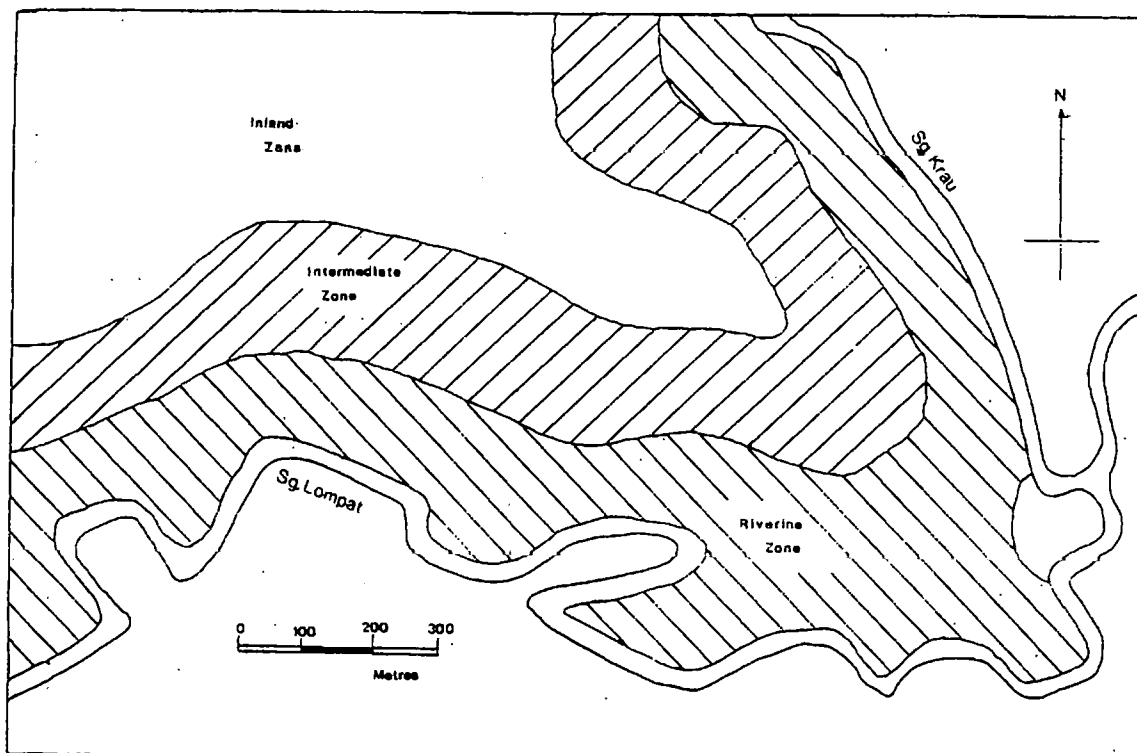 N
Inland
Zone
Sg. Krau
Intermediate
Zone
Sg. Lompat
Riverine
Zone
0 100 200 300
Metres